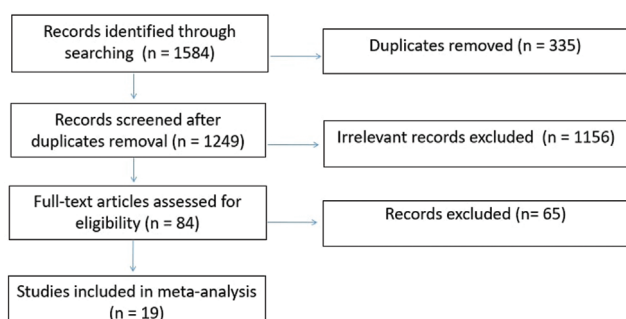 Records identified through
searching (n = 1584)
Duplicates removed (n = 335)
Records screened after
duplicates removal (n = 1249)
Irrelevant records excluded (n = 1156)
Full-text articles assessed for
eligibility (n = 84)
Records excluded (n= 65)
Studies included in meta-analysis
(n = 19)